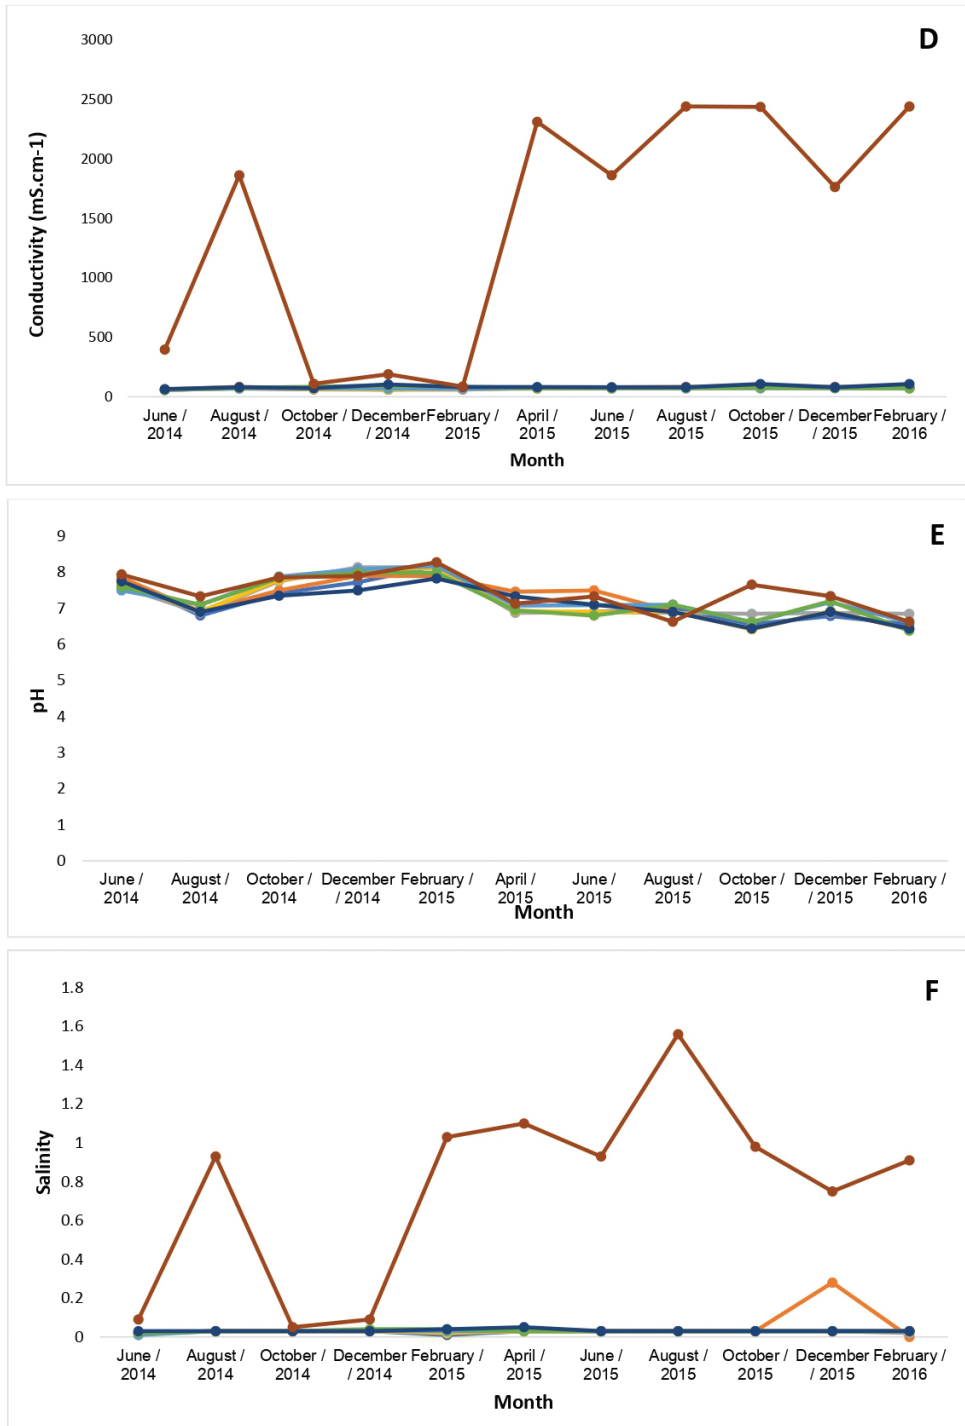 D
3000
2500
2000
1500
1000
500
0
Conductivity (mS.cm-1)
June / August / October / December February / April / June / August / October / December February /
2014 2014 2014 / 2014 2015 2015 2015 2015 2015 / 2015 2016
Month
E
9
8
7
6
5
4
3
2
1
0
pH
June / August / October / December February / April / June / August / October / December February /
2014 2014 2014 / 2014 2015 2015 2015 2015 2015 / 2015 2016
Month
F
1.8
1.6
1.4
1.2
1
0.8
0.6
0.4
0.2
0
Salinity
June / August / October / December February / April / June / August / October / December February /
2014 2014 2014 / 2014 2015 2015 2015 2015 2015 / 2015 2016
Month